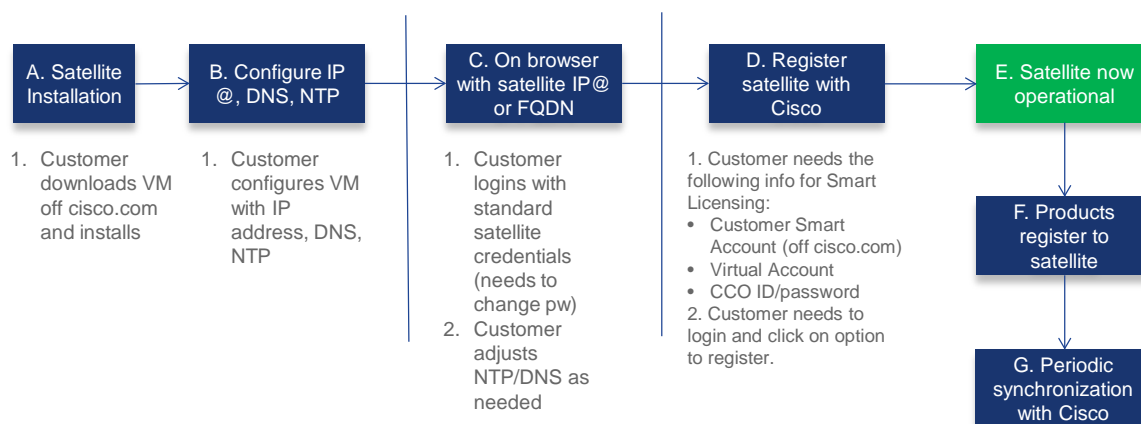 A. Satellite
Installation
B. Configure IP
@, DNS, NTP
C. On browser
with satellite IP@
or FQDN
D. Register
satellite with
Cisco
E. Satellite now
operational
1. Customer
downloads VM
off cisco.com
and installs
1. Customer
configures VM
with IP
address, DNS,
NTP
1. Customer
logins with
standard
satellite
credentials
(needs to
change pw)
2. Customer
adjusts
NTP/DNS as
needed
1. Customer needs the
following info for Smart
Licensing:
• Customer Smart
Account (off cisco.com)
• Virtual Account
• CCO ID/password
2. Customer needs to
login and click on option
to register.
F. Products
register to
satellite
G. Periodic
synchronization
with Cisco